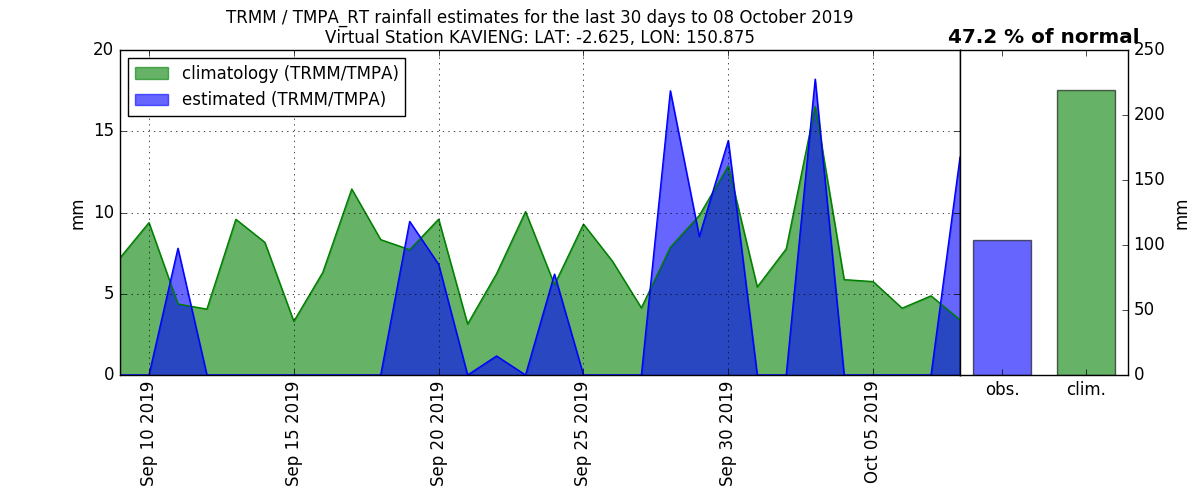 TRMM / TMPA_RT rainfall estimates for the last 30 days to 08 October 2019
Virtual Station KAVIENG: LAT: -2.625, LON: 150.875
47.2 % of normal
climatology (TRMM/TMPA)
estimated (TRMM/TMPA)
20
15
10
5
0
mm
Sep 10 2019
Sep 15 2019
Sep 20 2019
Sep 25 2019
Sep 30 2019
Oct 05 2019
250
200
150
100
50
0
mm
obs.
clim.